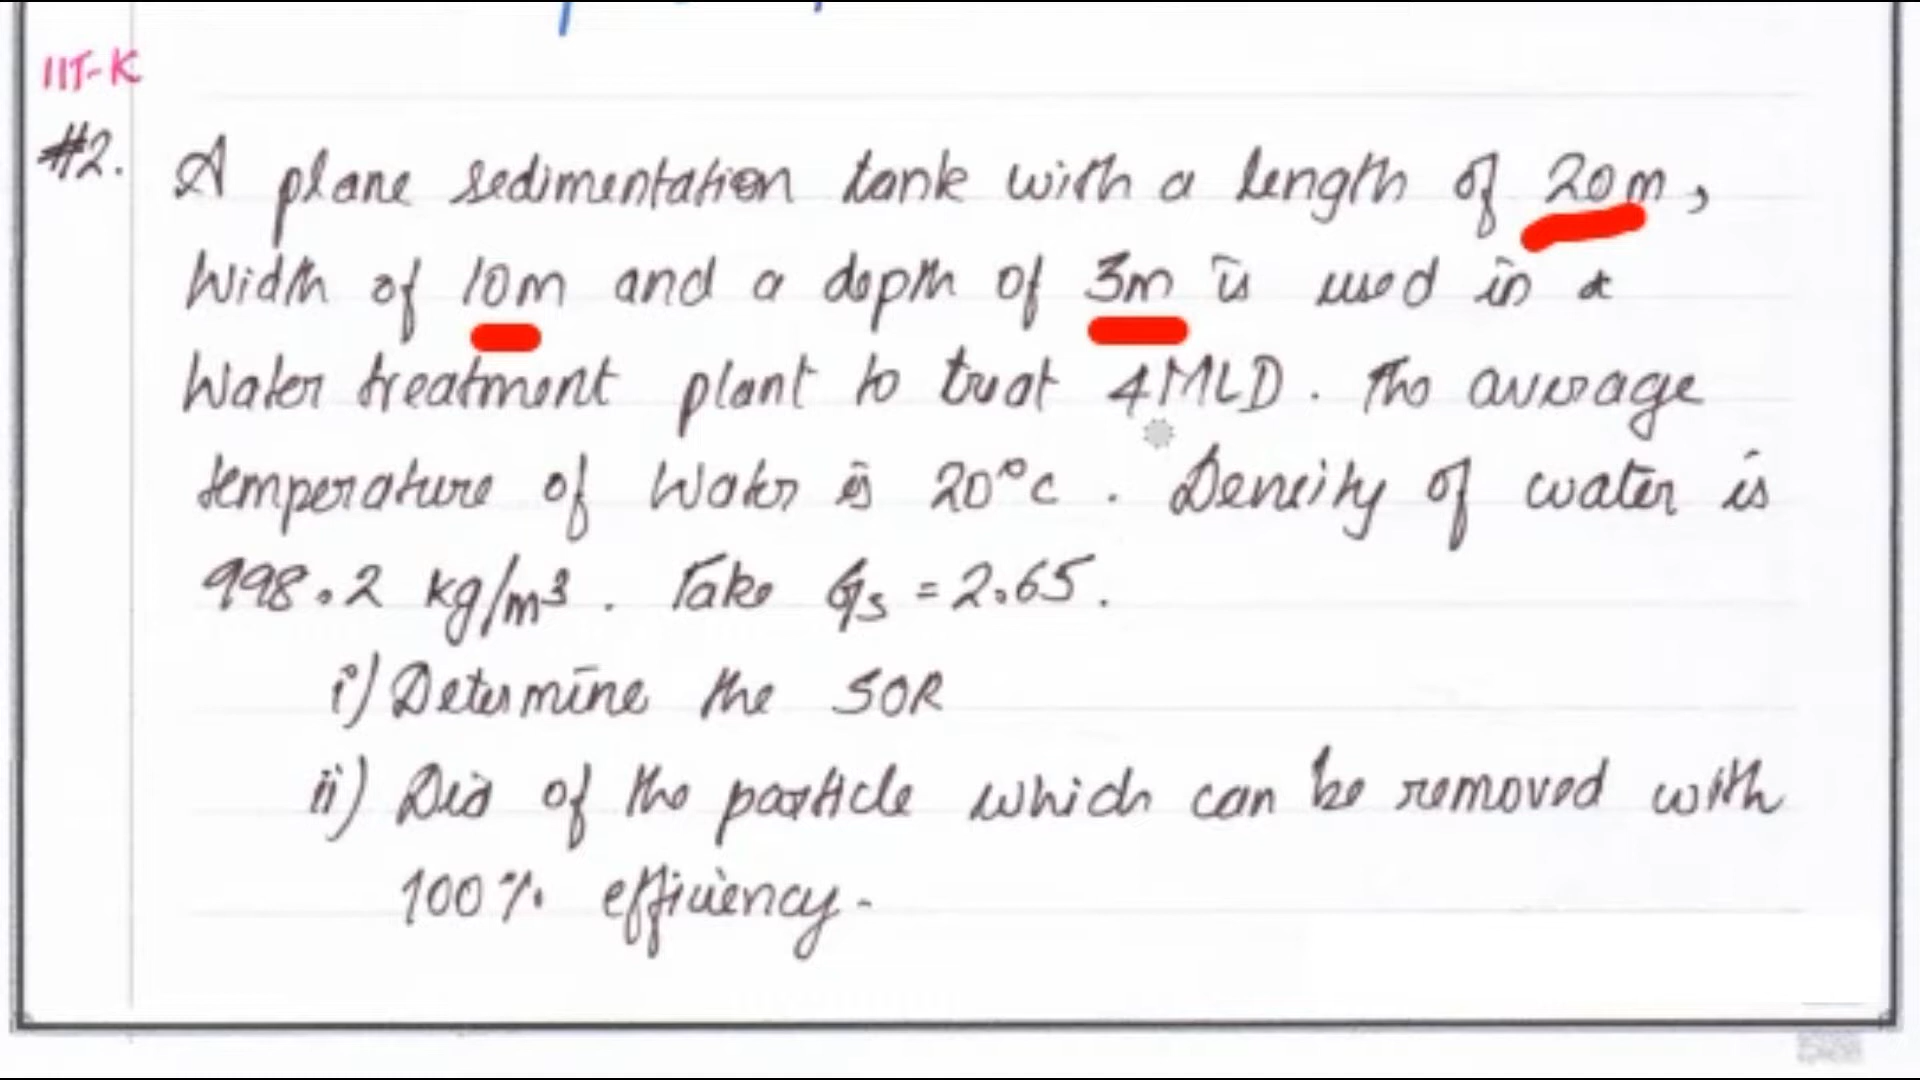 IIT-K
#2. A plane sedimentation tank with a length of 20m,
Width of 10m and a depth of 3m is used in a
Water treatment plant to treat 4MLD. The average
temperature of Water is 20°c. Density of water is
998.2 kg/m³. Take Gs = 2.65.
i) Determine the SOR
ii) Dia of the particle which can be removed with
100% efficiency.